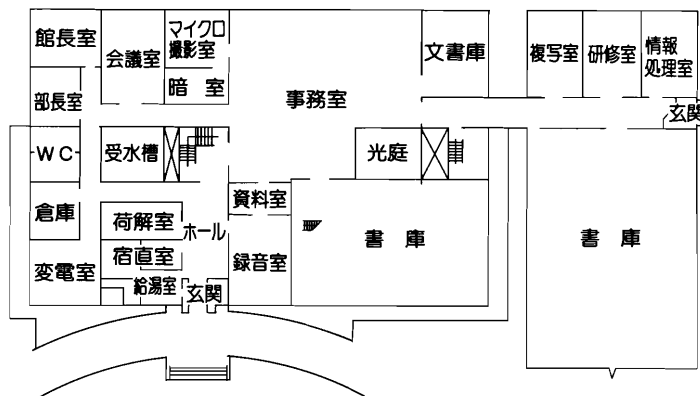 館長室
会議室
マイクロ
撮影室
暗 室
事務室
文書庫
複写室
研修室
情報
処理室
部長室
玄関
WC
受水槽
光庭
倉庫
荷解室
ホール
資料室
書 庫
書 庫
変電室
宿直室
録音室
給湯室
玄関